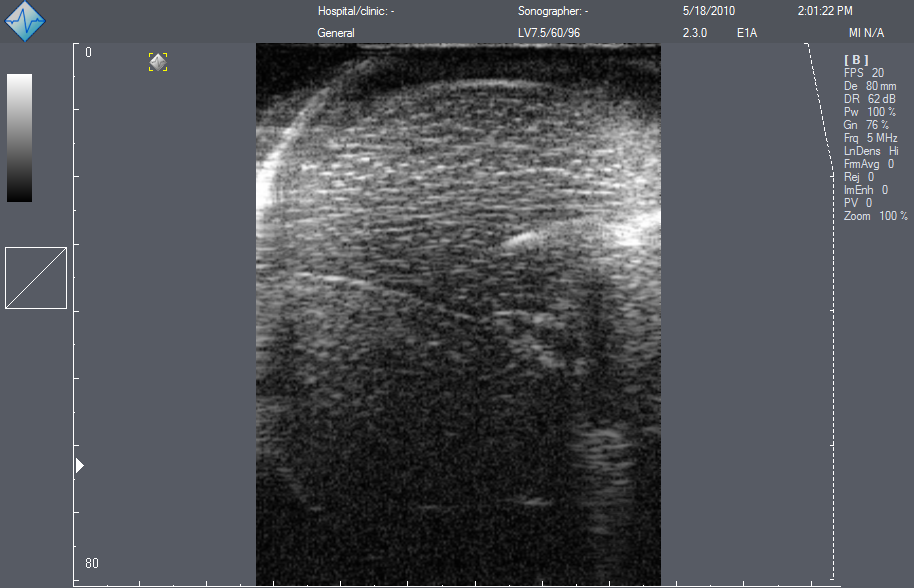 Hospital/clinic: - Sonographer: - 5/18/2010 2:01:22 PM
General LV7.5/60/96 2.3.0 E1A MI N/A
0
[ B ]
FPS 20
De 80 mm
DR 62 dB
Pw 100 %
Gn 76 %
Frq 5 MHz
LnDens Hi
FrmAvg 0
Rej 0
ImEnh 0
PV 0
Zoom 100 %
80